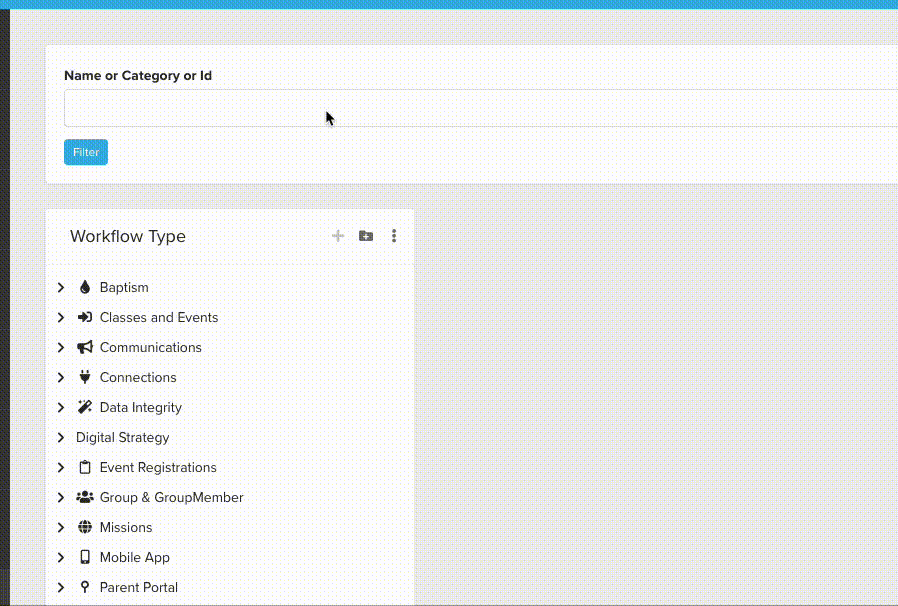 Name or Category or Id
Filter
Workflow Type
Baptism
Classes and Events
Communications
Connections
Data Integrity
Digital Strategy
Event Registrations
Group & GroupMember
Missions
Mobile App
Parent Portal